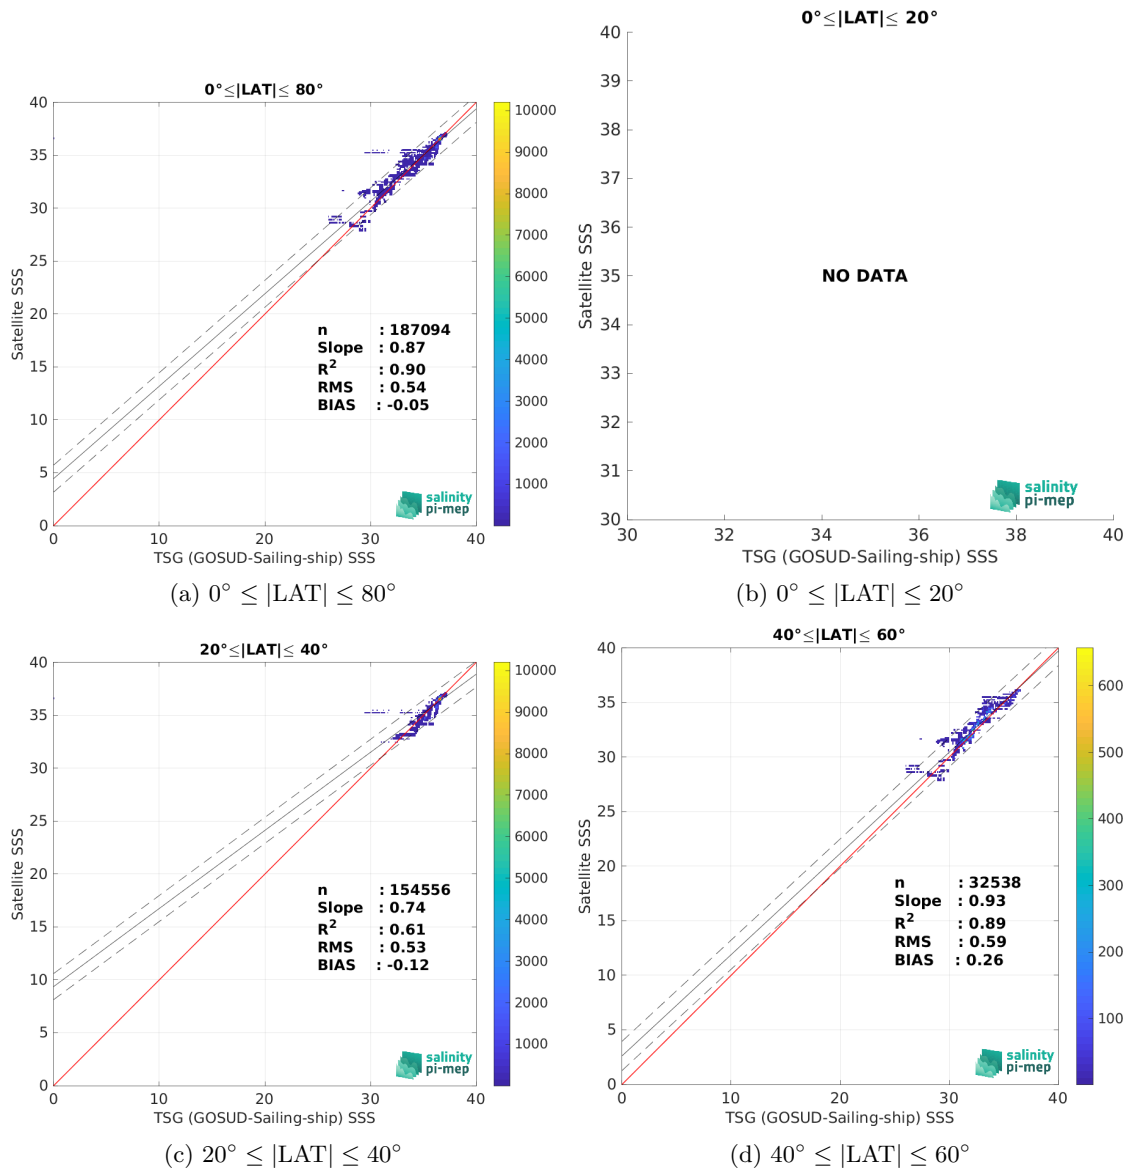 0°≤|LAT|≤ 80°
40
35
30
25
20
15
10
5
0
Satellite SSS
n : 187094
Slope : 0.87
R² : 0.90
RMS : 0.54
BIAS : -0.05
salinity
pi-mep
0 10 20 30 40
TSG (GOSUD-Sailing-ship) SSS
10000
9000
8000
7000
6000
5000
4000
3000
2000
1000
(a) 0° ≤ |LAT| ≤ 80°
0°≤|LAT|≤ 20°
40
39
38
37
36
35
34
33
32
31
30
Satellite SSS
NO DATA
salinity
pi-mep
30 32 34 36 38 40
TSG (GOSUD-Sailing-ship) SSS
(b) 0° ≤ |LAT| ≤ 20°
20°≤|LAT|≤ 40°
40
35
30
25
20
15
10
5
0
Satellite SSS
n : 154556
Slope : 0.74
R² : 0.61
RMS : 0.53
BIAS : -0.12
salinity
pi-mep
0 10 20 30 40
TSG (GOSUD-Sailing-ship) SSS
10000
9000
8000
7000
6000
5000
4000
3000
2000
1000
(c) 20° ≤ |LAT| ≤ 40°
40°≤|LAT|≤ 60°
40
35
30
25
20
15
10
5
0
Satellite SSS
n : 32538
Slope : 0.93
R² : 0.89
RMS : 0.59
BIAS : 0.26
salinity
pi-mep
0 10 20 30 40
TSG (GOSUD-Sailing-ship) SSS
600
500
400
300
200
100
(d) 40° ≤ |LAT| ≤ 60°